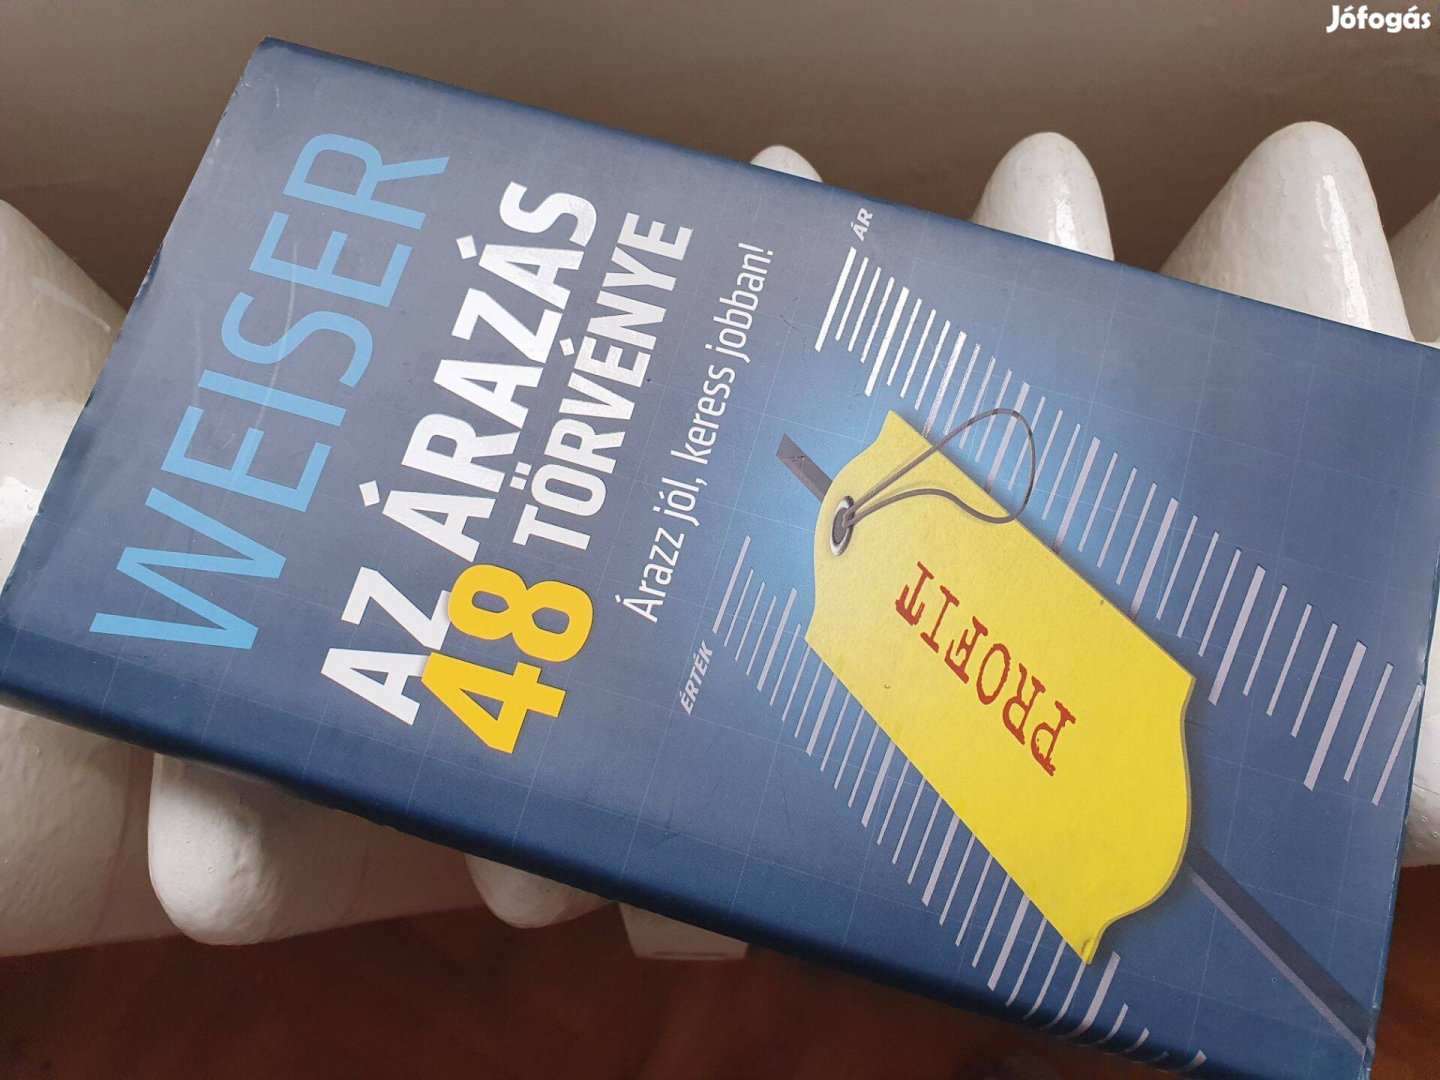 Jófogás
WEISER
AZ ÁRAZÁS
48 TÖRVÉNYE
Árazz jól, keress jobban!
ÁR
ÉRTÉK
PROFIT